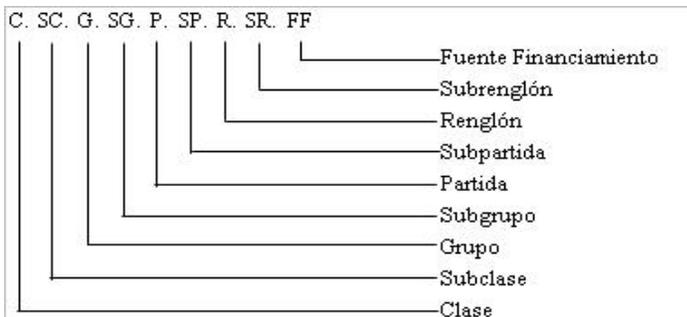 C. SC. G. SG. P. SP. R. SR. FF
Fuente Financiamiento
Subrenglón
Renglón
Subpartida
Partida
Subgrupo
Grupo
Subclase
Clase